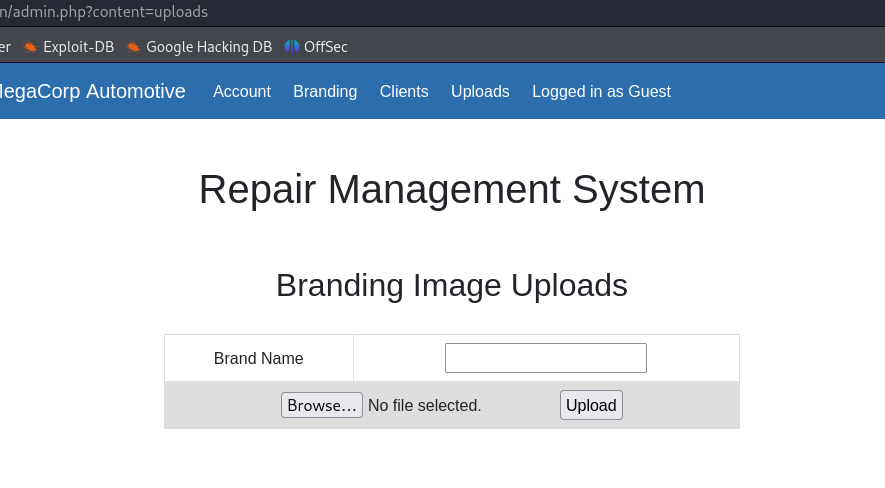 n/admin.php?content=uploads
er Exploit-DB Google Hacking DB OffSec
MegaCorp Automotive Account Branding Clients Uploads Logged in as Guest
Repair Management System
Branding Image Uploads
Brand Name
Browse... No file selected. Upload